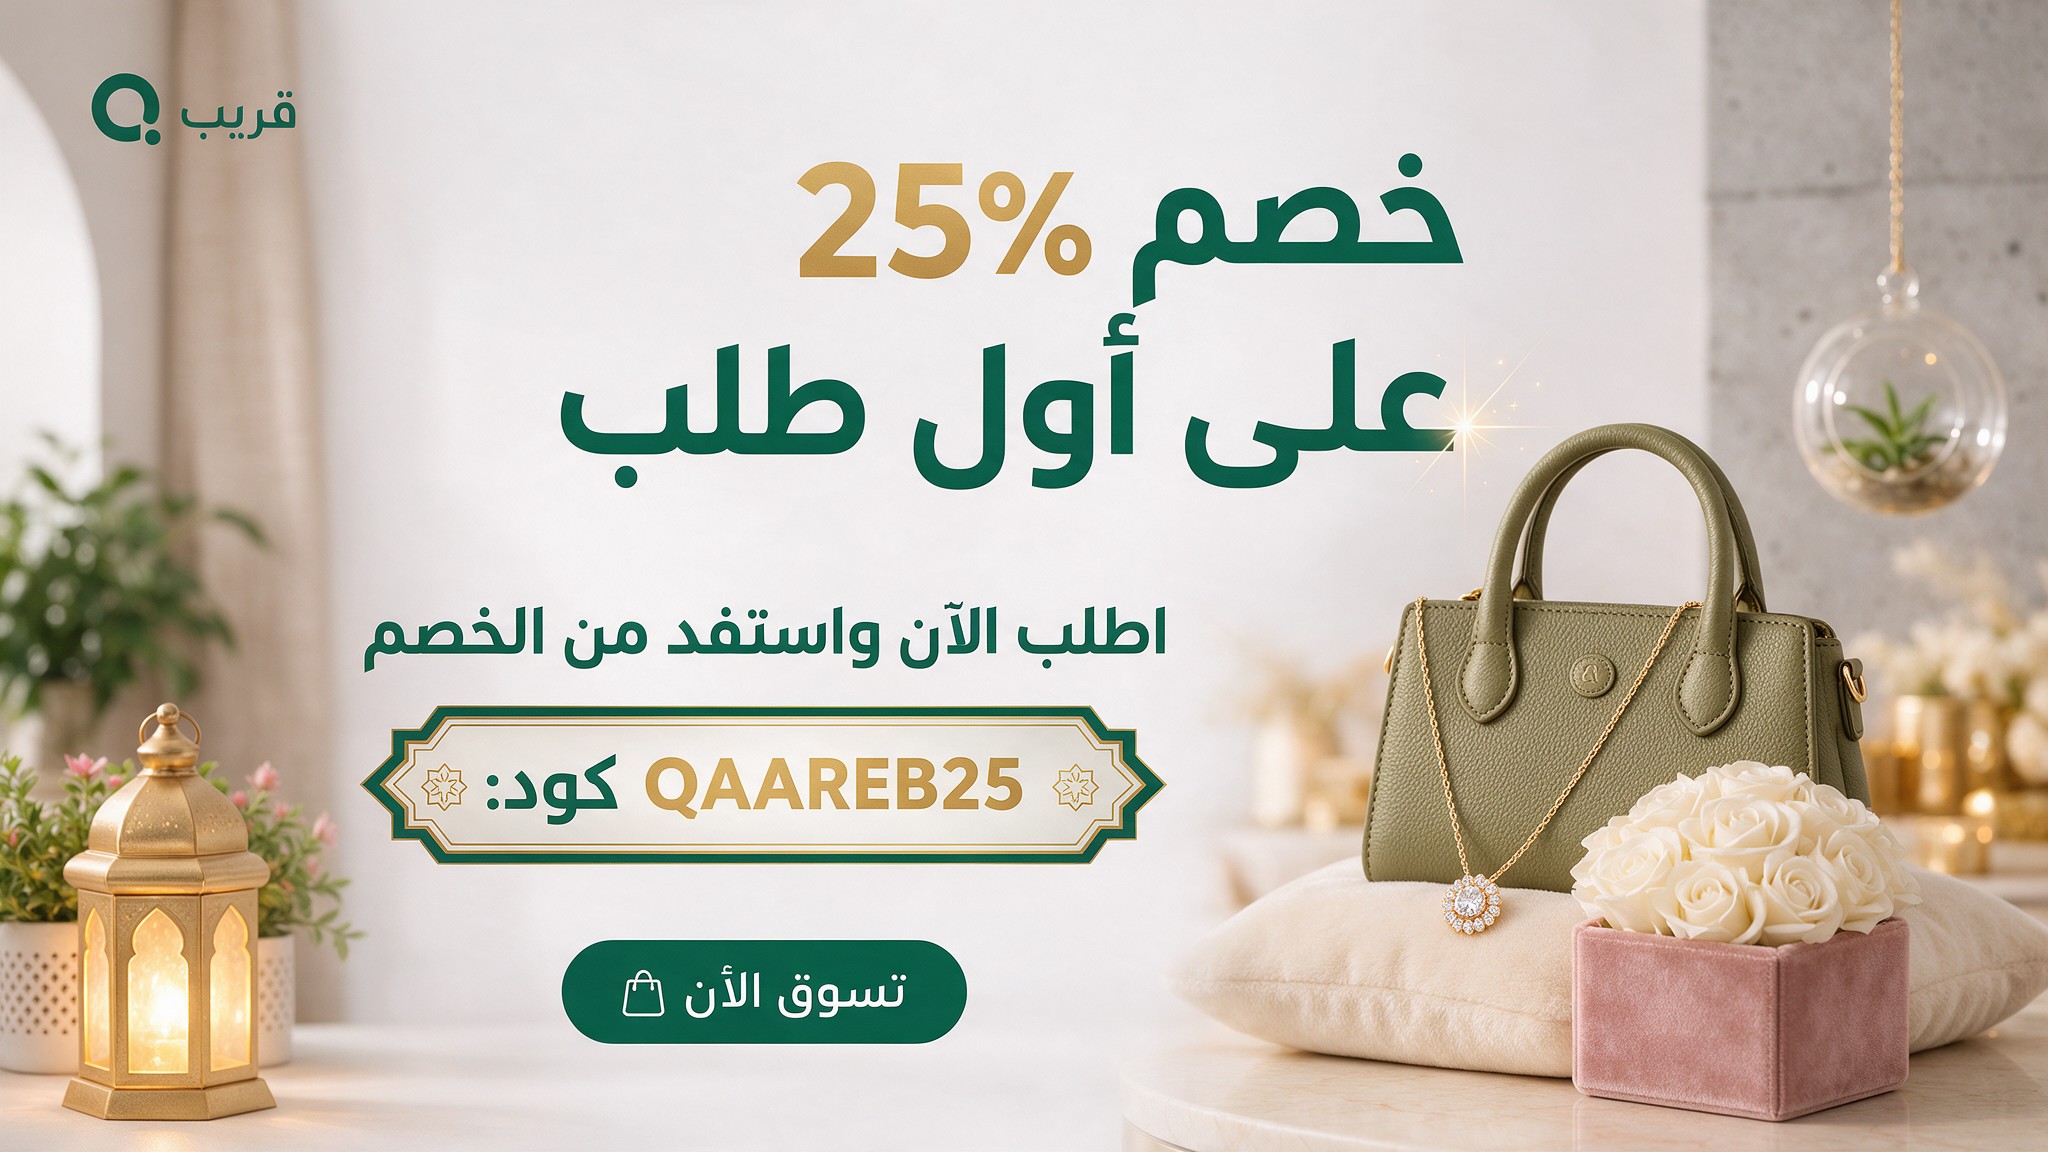 قريب
خصم 25%
على أول طلب
اطلب الآن واستفد من الخصم
كود: QAAREB25
تسوق الأن